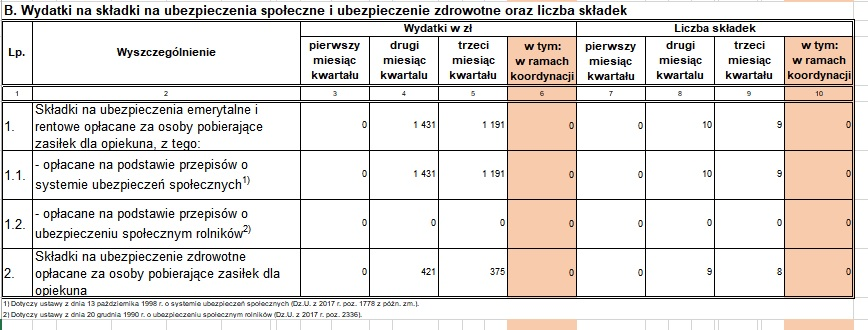 B. Wydatki na składki na ubezpieczenia społeczne i ubezpieczenie zdrowotne oraz liczba składek
Lp. Wyszczególnienie Wydatki w zł Liczba składek
pierwszy miesiąc kwartału drugi miesiąc kwartalu trzeci miesiąc kwartału w tym: w ramach koordynacji pierwszy miesiąc kwartału drugi miesiąc kwartalu trzeci miesiąc kwartału w tym: w ramach koordynacji
1 2 3 4 5 6 7 8 9 10
1. Składki na ubezpieczenia emerytalne i
rentowe opłacane za osoby pobierające
zasiłek dla opiekuna, z tego:
0 1 431 1 191 0 0 10 9 0
1.1. - opłacane na podstawie przepisów o
systemie ubezpieczeń społecznych1)
0 1 431 1 191 0 0 10 9 0
1.2. - opłacane na podstawie przepisów o
ubezpieczeniu społecznym rolników2)
0 0 0 0 0 0 0 0
2. Składki na ubezpieczenie zdrowotne
opłacane za osoby pobierające zasiłek dla
opiekuna
0 421 375 0 0 9 8 0
1) Dotyczy ustawy z dnia 13 października 1998 r. o systemie ubezpieczeń społecznych (Dz.U. z 2017 r. poz. 1778 z późn. zm.).
2) Dotyczy ustawy z dnia 20 grudnia 1990 r. o ubezpieczeniu społecznym rolników (Dz.U. z 2017 r. poz. 2336).